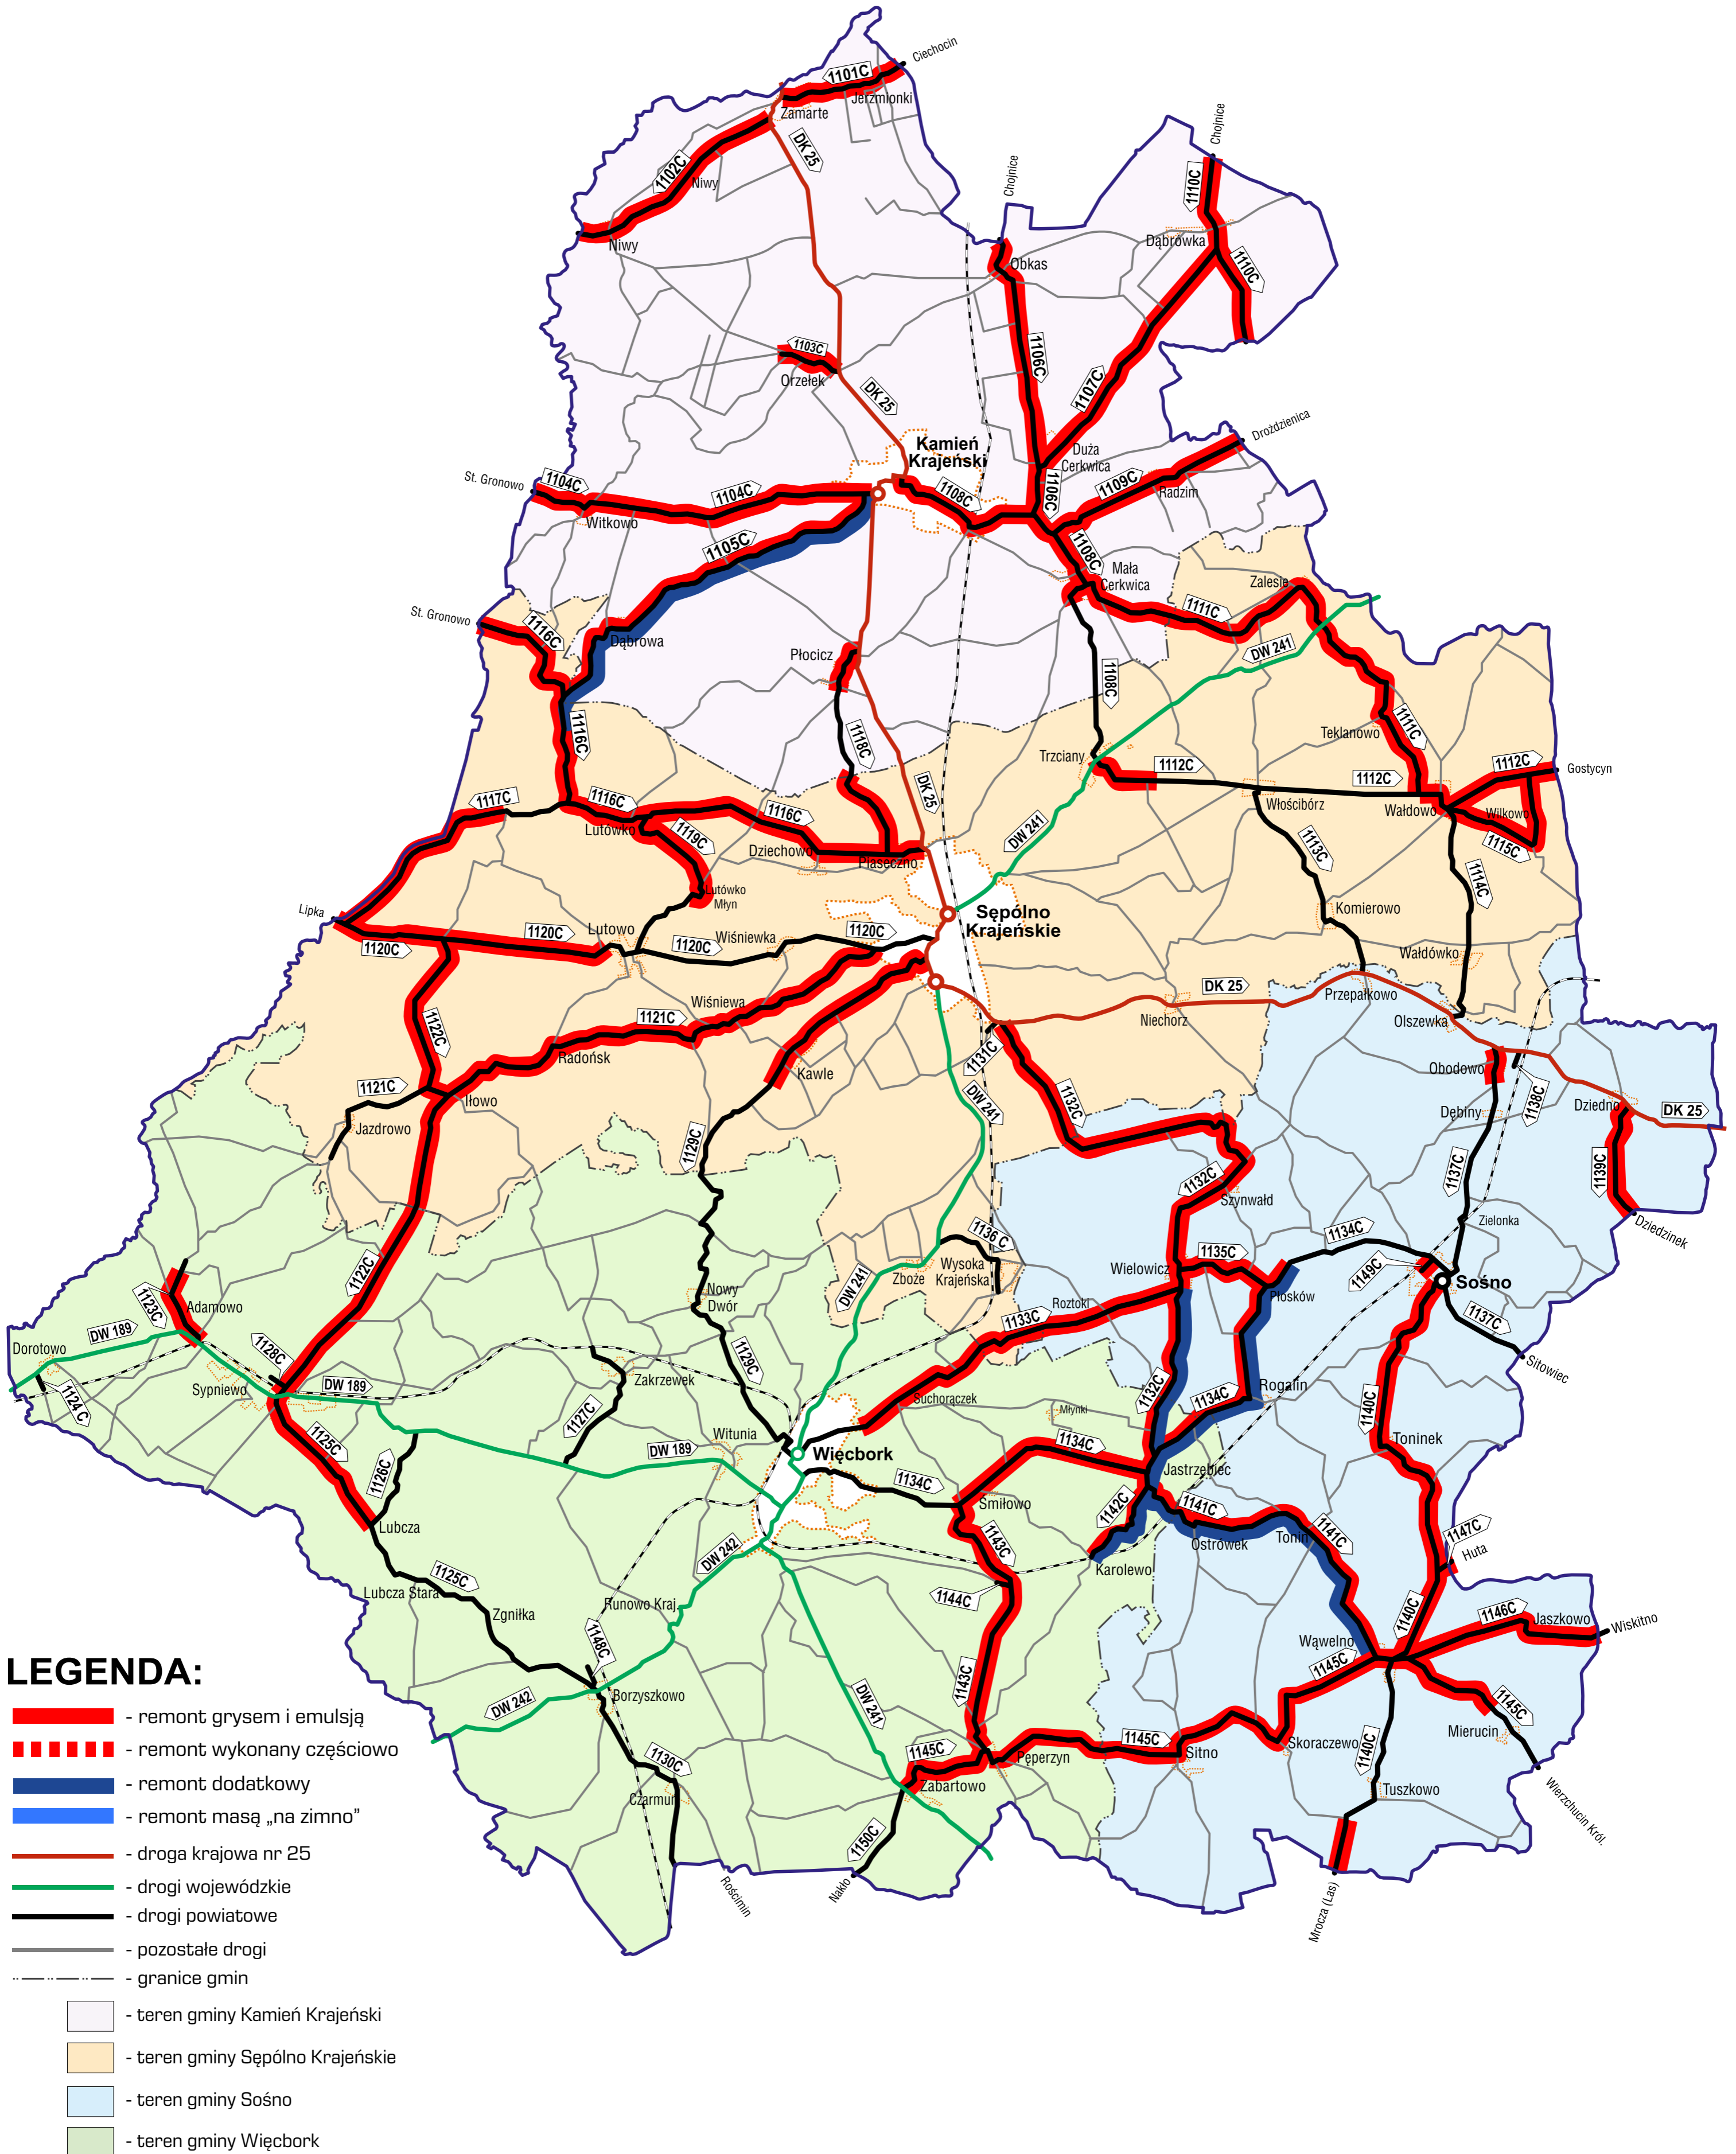 Ciechocin
1101C
Jerzmionki
Zamarte
DK 25
1102C
Niwy
Niwy
Chojnice
Chojnice
1110C
Dąbrówka
1110C
Obkas
1103C
Orzełek
1106C
1107C
DK 25
Kamień
Krajeński
Duża
Cerkwica
Drożdzienica
St. Gronowo
1104C
1104C
1108C
1106C
1109C
Radzim
Witkowo
1105C
1108C
Mała
Cerkwica
Zalesie
St. Gronowo
1116C
Dąbrowa
1111C
DW 241
Płocicz
1108C
1116C
1118C
Teklanowo
1111C
Trzciany
1112C
1112C
1112C
Gostycyn
DK 25
Włościbórz
Wałdowo
Wilkowo
1117C
1116C
1116C
Lutówko
1119C
Dziechowo
Piaseczno
DW 241
1113C
1115C
1114C
Lutówko
Młyn
Lipka
Sępólno
Krajeńskie
Komierowo
1120C
1120C
Lutowo
1120C
Wiśniewka
1120C
Wałdówko
Wiśniewa
DK 25
Przepałkowo
Niechorz
Olszewka
1122C
1121C
Radońsk
1131C
Kawle
Obodowo
1138C
1121C
Iłowo
1132C
DW 241
Dębiny
Dziedno
DK 25
Jazdrowo
1129C
1137C
1139C
1132C
Szynwałd
Zielonka
Dziedzinek
1136 C
1134C
1122C
Zboże
Wysoka
Krajeńska
Wielowicz
1135C
1149C
Sośno
1123C
Adamowo
Nowy
Dwór
DW 241
Roztoki
Płosków
DW 189
1133C
1137C
Dorotowo
1128C
1129C
Sitowiec
1124 C
Sypniewo
DW 189
Zakrzewek
Suchorączek
Rogalin
1132C
1134C
1127C
Młynki
1140C
1125C
Witunia
DW 189
Więcbork
1134C
Toninek
1126C
1134C
Jastrzębiec
Lubcza
Śmiłowo
1142C
1141C
Ostrówek
Tonin
1141C
1147C
Huta
1143C
DW 242
Karolewo
1125C
Lubcza Stara
1144C
Zgniłka
Runowo Kraj.
1140C
1146C
Jaszkowo
Wiskitno
1148C
Wąwelno
1145C
1143C
LEGENDA:
Borzyszkowo
DW 242
DW 241
1145C
Mierucin
- remont grysem i emulsją
- remont wykonany częściowo
1145C
1145C
Pęperzyn
Sitno
Skoraczewo
1140C
1130C
- remont dodatkowy
Zabartowo
Tuszkowo
Wierzchucin Król.
Czarmuń
- remont masą „na zimno”
1150C
- droga krajowa nr 25
Nakło
Rościmin
Mrocza (Las)
- drogi wojewódzkie
- drogi powiatowe
- pozostałe drogi
- granice gmin
- teren gminy Kamień Krajeński
- teren gminy Sępólno Krajeńskie
- teren gminy Sośno
- teren gminy Więcbork